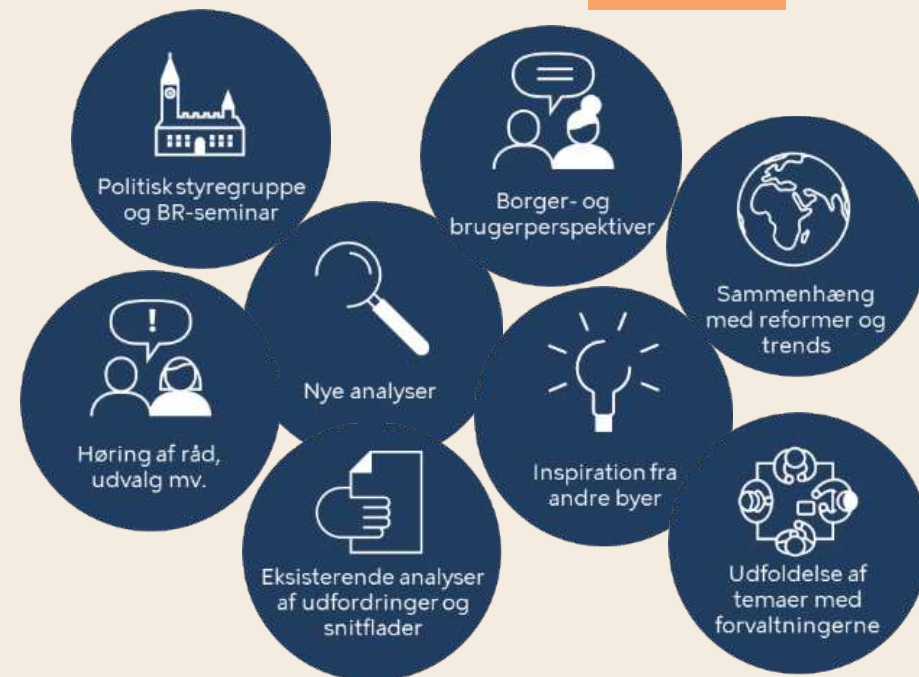 Politisk styregruppe
og BR-seminar
Borger- og
brugerperspektiver
Sammenhæng
med reformer og
trends
Nye analyser
Høring af råd,
udvalg mv.
Inspiration fra
andre byer
Eksisterende analyser
af udfordringer og
snitflader
Udfoldelse af
temaer med
forvaltningerne